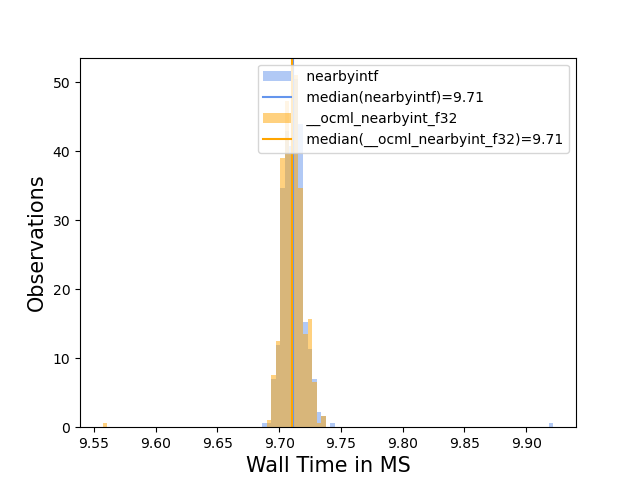 nearbyintf
median(nearbyintf)=9.71
__ocml_nearbyint_f32
median(__ocml_nearbyint_f32)=9.71
50
40
30
20
10
0
Observations
9.55 9.60 9.65 9.70 9.75 9.80 9.85 9.90
Wall Time in MS